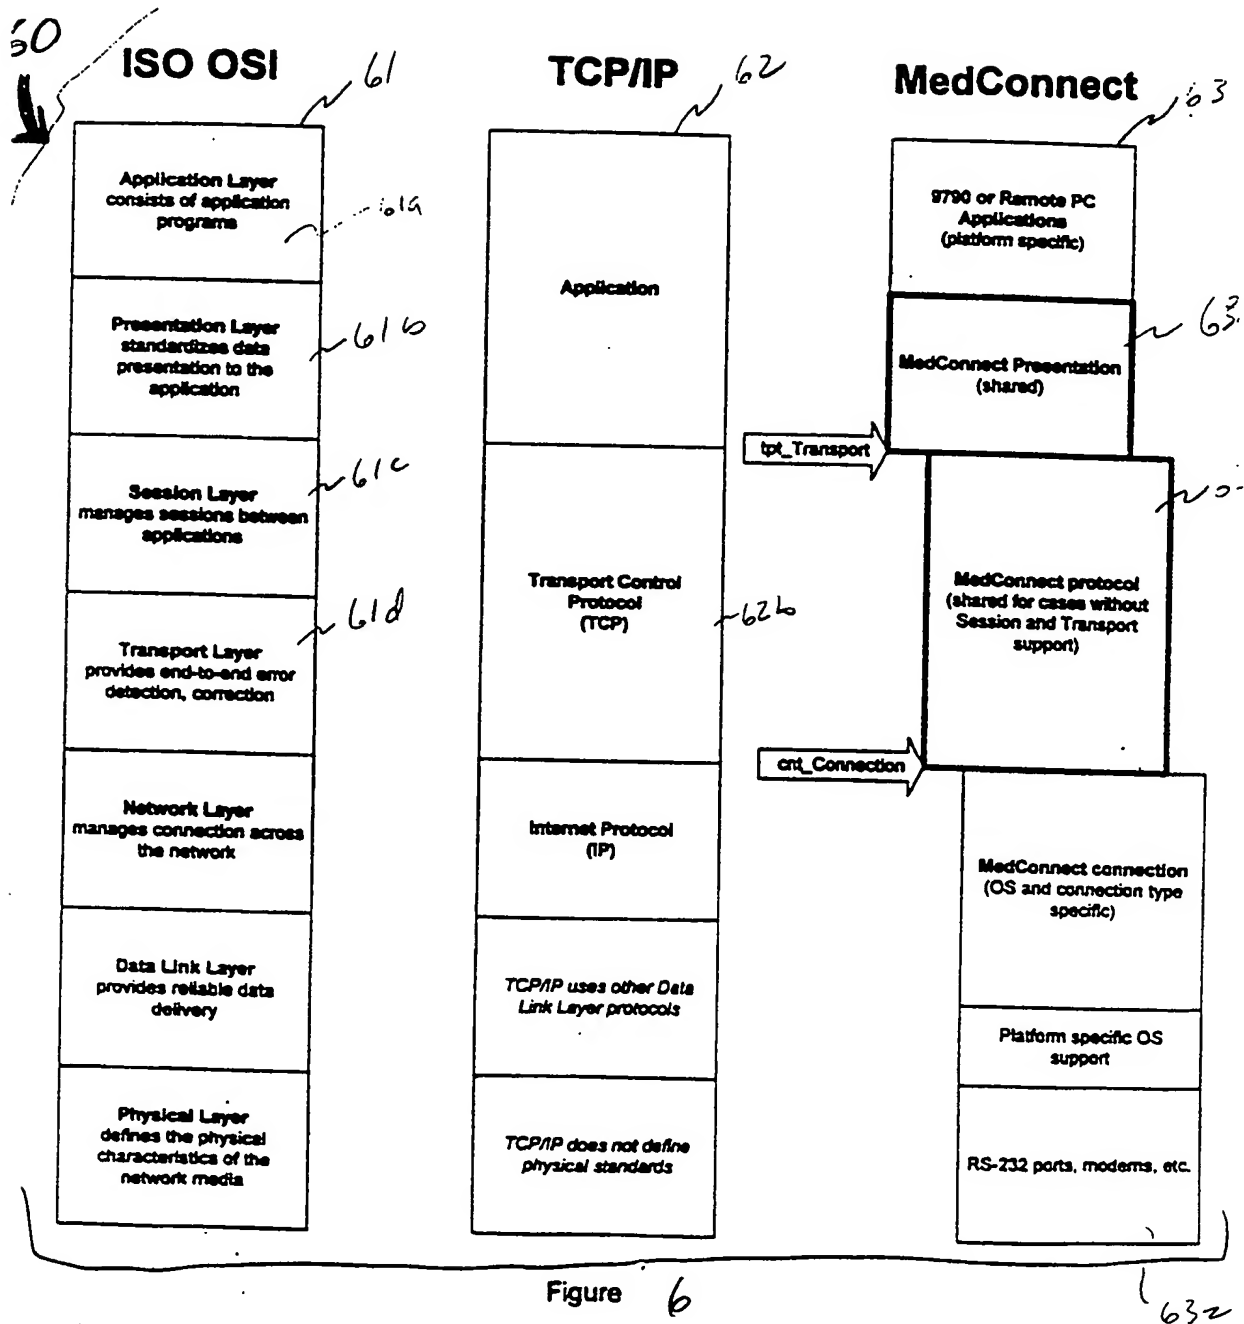 ISO OSI
61
Application Layer
consists of application
programs
61a
Presentation Layer
standardizes data
presentation to the
application
61b
Session Layer
manages sessions between
applications
61c
Transport Layer
provides end-to-end error
detection, correction
61d
Network Layer
manages connection across
the network
Data Link Layer
provides reliable data
delivery
Physical Layer
defines the physical
characteristics of the
network media
TCP/IP
62
Application
Transport Control
Protocol
(TCP)
62b
Internet Protocol
(IP)
TCP/IP uses other Data
Link Layer protocols
TCP/IP does not define
physical standards
MedConnect
63
9790 or Remote PC
Applications
(platform specific)
MedConnect Presentation
(shared)
63
tpt_Transport
MedConnect protocol
(shared for cases without
Session and Transport
support)
cnt_Connection
MedConnect connection
(OS and connection type
specific)
Platform specific OS
support
RS-232 ports, modems, etc.
Figure 6